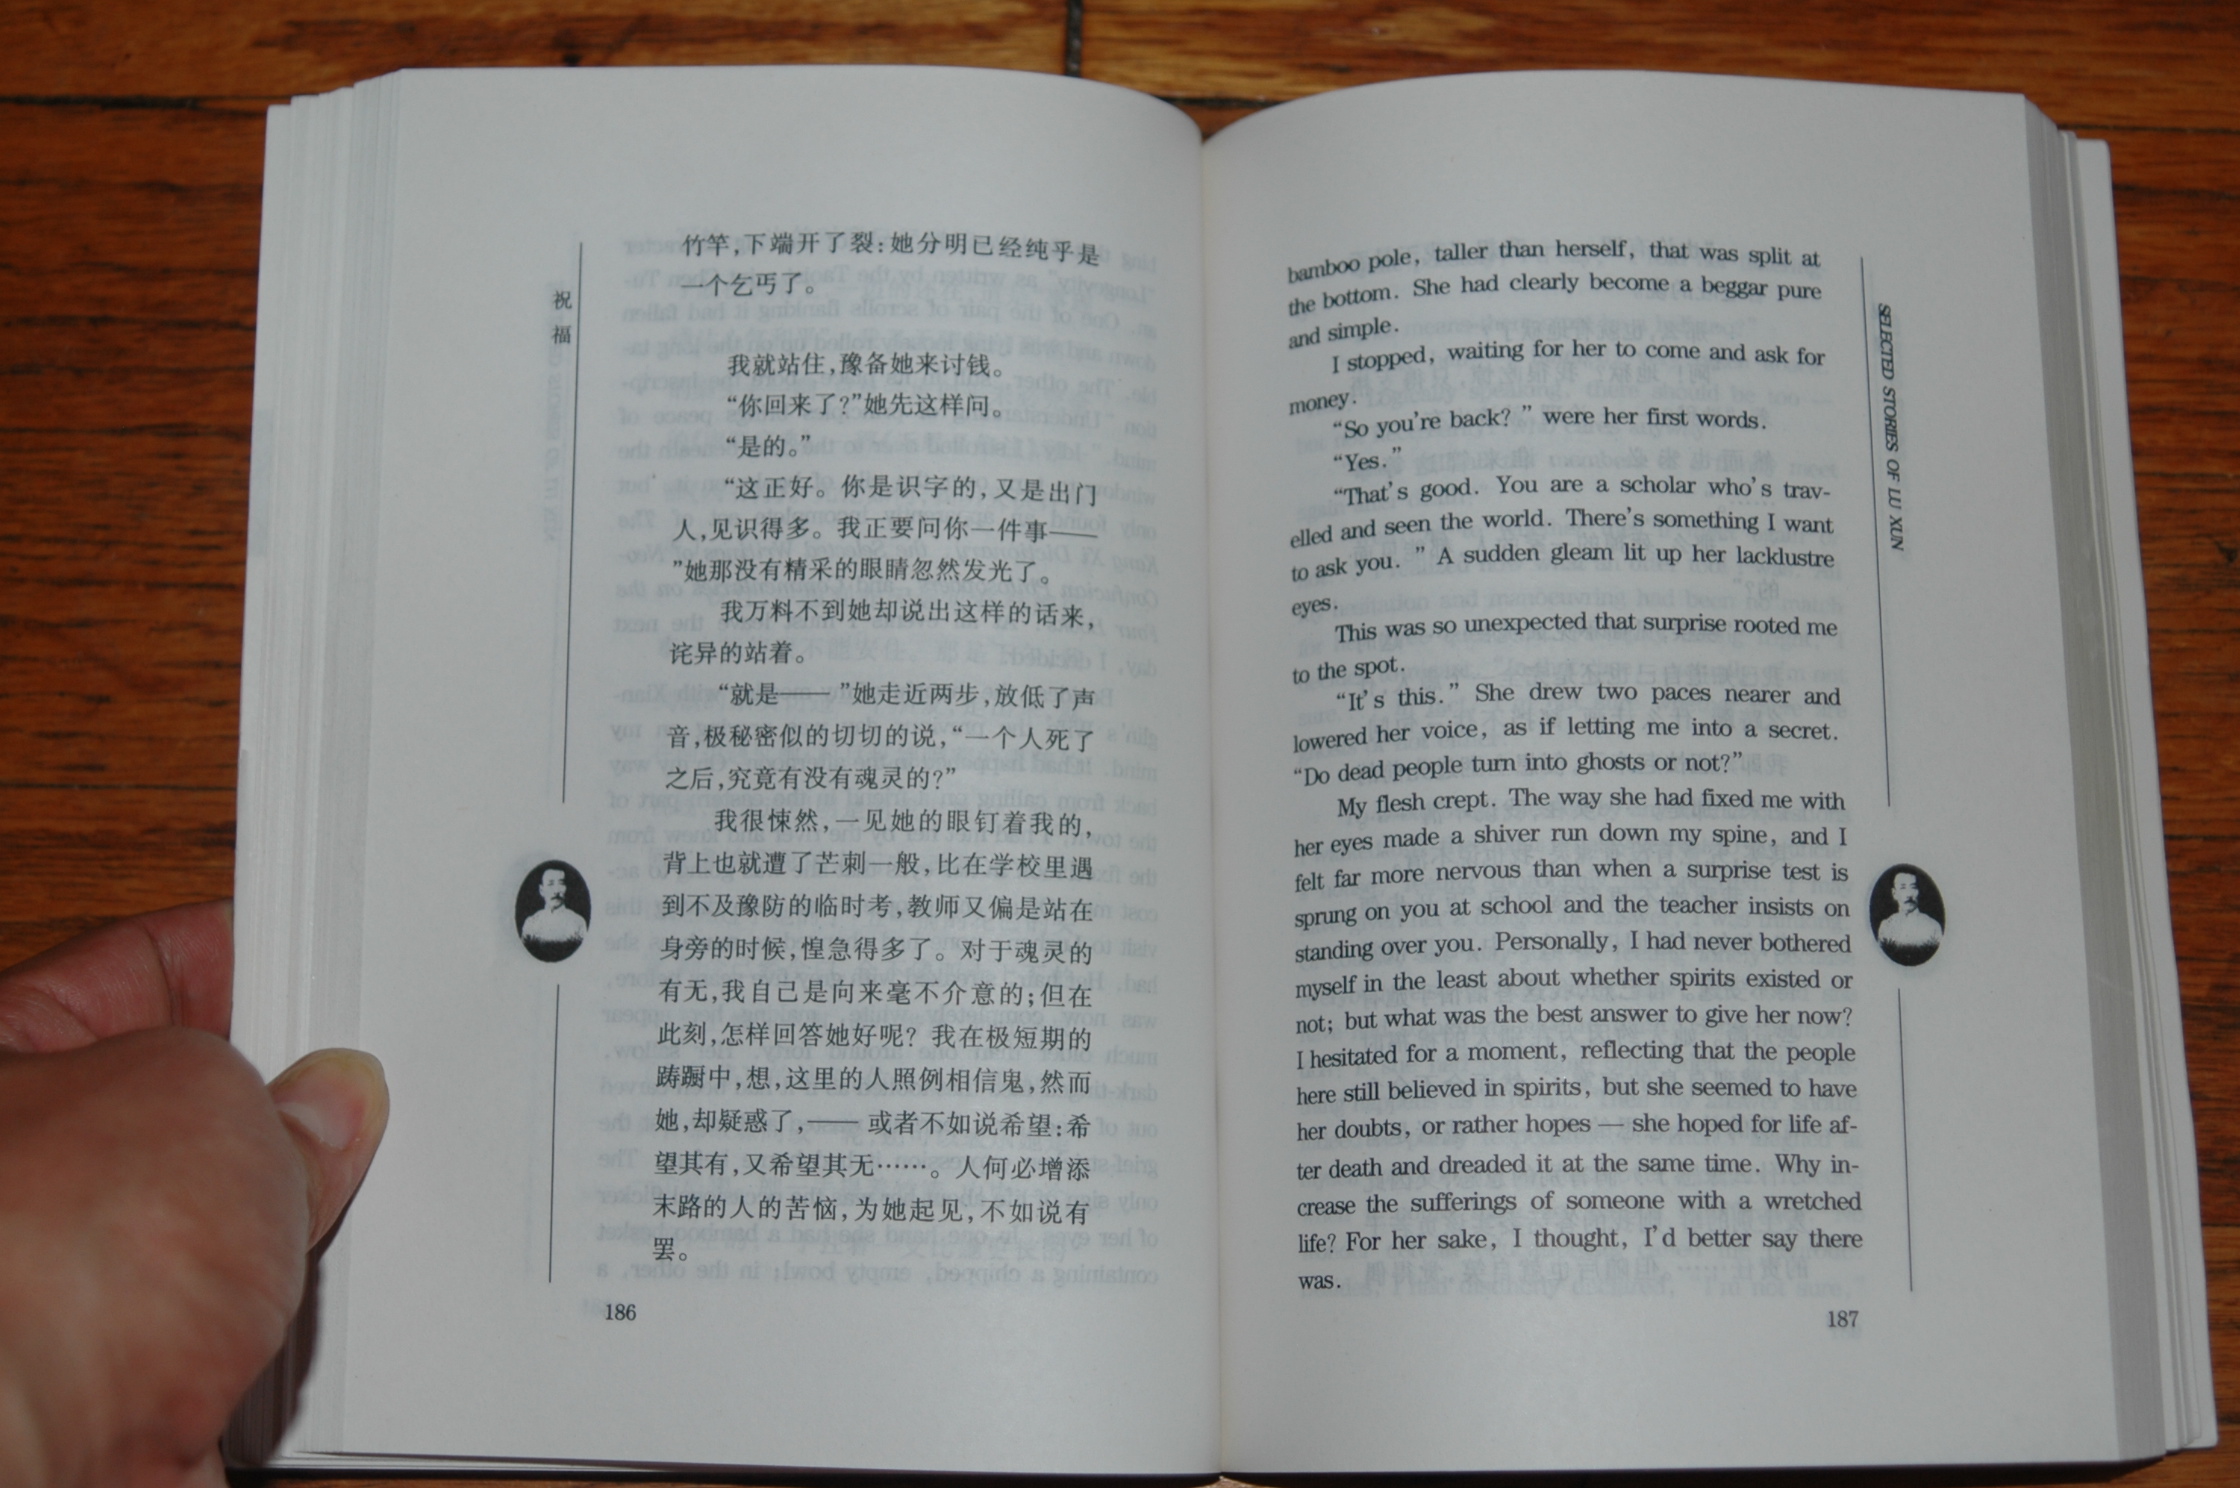 祝
福
竹竿,下端开了裂:她分明已经纯乎是
一个乞丐了。
我就站住,豫备她来讨钱。
“你回来了?”她先这样问。
“是的。”
“这正好。你是识字的,又是出门
人,见识得多。我正要问你一件事——
”她那没有精采的眼睛忽然发光了。
我万料不到她却说出这样的话来,
诧异的站着。
“就是——”她走近两步,放低了声
音,极秘密似的切切的说,“一个人死了
之后,究竟有没有魂灵的?”
我很悚然,一见她的眼钉着我的,
背上也就遭了芒刺一般,比在学校里遇
到不及豫防的临时考,教师又偏是站在
身旁的时候,惶急得多了。对于魂灵的
有无,我自己是向来毫不介意的;但在
此刻,怎样回答她好呢?我在极短期的
踌躇中,想,这里的人照例相信鬼,然而
她,却疑惑了,——或者不如说希望:希
望其有,又希望其无……。人何必增添
末路的人的苦恼,为她起见,不如说有
罢。
186
SELECTED STORIES OF LU XUN
bamboo pole, taller than herself, that was split at
the bottom. She had clearly become a beggar pure
and simple.
I stopped, waiting for her to come and ask for
money.
“So you're back?” were her first words.
“Yes.”
“That's good. You are a scholar who's trav-
elled and seen the world. There's something I want
to ask you. ” A sudden gleam lit up her lacklustre
eyes.
This was so unexpected that surprise rooted me
to the spot.
“It's this.” She drew two paces nearer and
lowered her voice, as if letting me into a secret.
“Do dead people turn into ghosts or not?”
My flesh crept. The way she had fixed me with
her eyes made a shiver run down my spine, and I
felt far more nervous than when a surprise test is
sprung on you at school and the teacher insists on
standing over you. Personally, I had never bothered
myself in the least about whether spirits existed or
not; but what was the best answer to give her now?
I hesitated for a moment, reflecting that the people
here still believed in spirits, but she seemed to have
her doubts, or rather hopes — she hoped for life af-
ter death and dreaded it at the same time. Why in-
crease the sufferings of someone with a wretched
life? For her sake, I thought, I'd better say there
was.
187